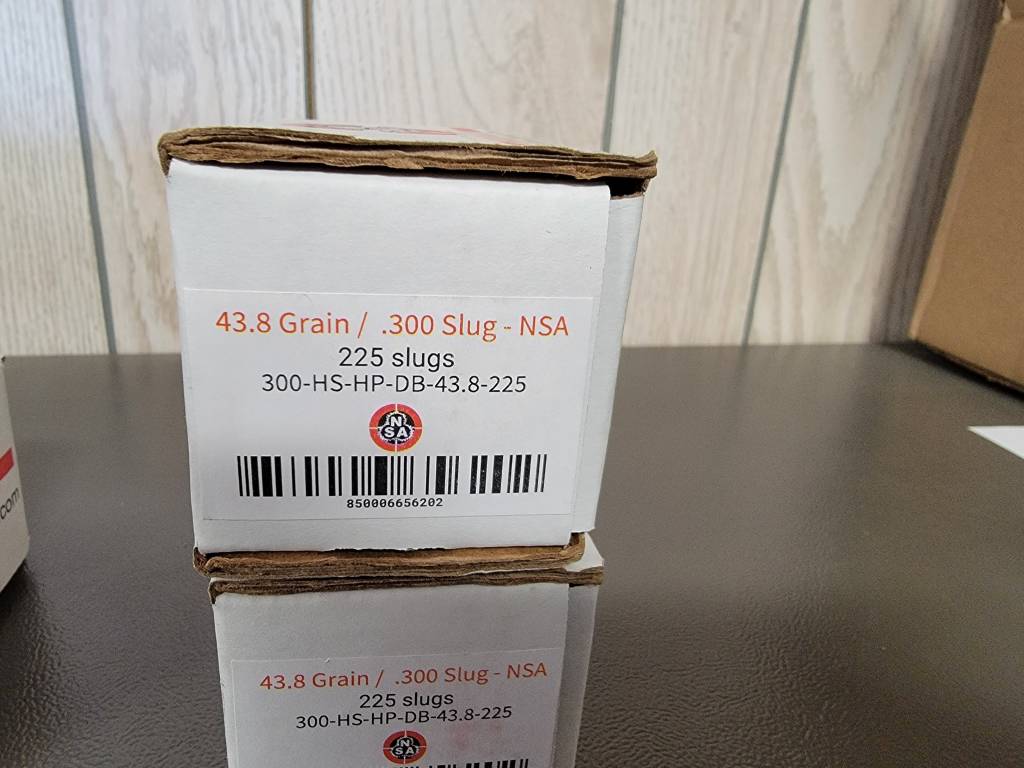 43.8 Grain / .300 Slug - NSA
225 slugs
300-HS-HP-DB-43.8-225
N
SA
850006656202
43.8 Grain / .300 Slug - NSA
225 slugs
300-HS-HP-DB-43.8-225
N
SA
.com